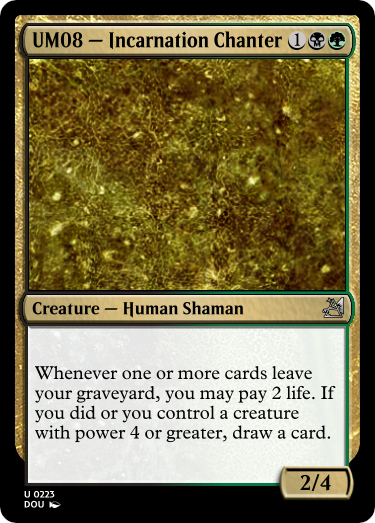 UM08 — Incarnation Chanter 1
Creature — Human Shaman
Whenever one or more cards leave
your graveyard, you may pay 2 life. If
you did or you control a creature
with power 4 or greater, draw a card.
2/4
U 0223
DOU